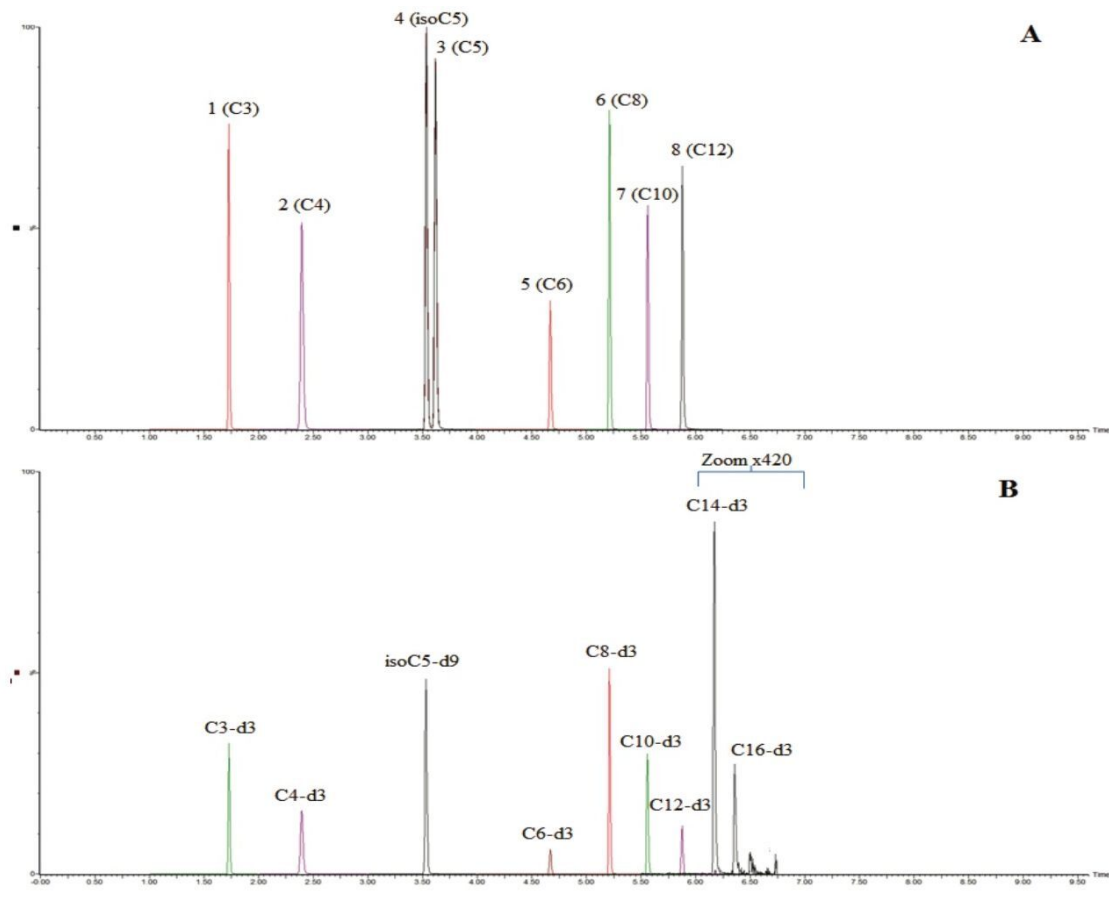 100
4 (isoC5)
A
3 (C5)
1 (C3)
6 (C8)
8 (C12)
7 (C10)
2 (C4)
%
5 (C6)
0
Time
0.50 1.00 1.50 2.00 2.50 3.00 3.50 4.00 4.50 5.00 5.50 6.00 6.50 7.00 7.50 8.00 8.50 9.00 9.50
Zoom x420
100
B
C14-d3
isoC5-d9
C8-d3
%
C3-d3
C10-d3
C16-d3
C4-d3
C12-d3
C6-d3
0
Time
-0.00 0.50 1.00 1.50 2.00 2.50 3.00 3.50 4.00 4.50 5.00 5.50 6.00 6.50 7.00 7.50 8.00 8.50 9.00 9.50